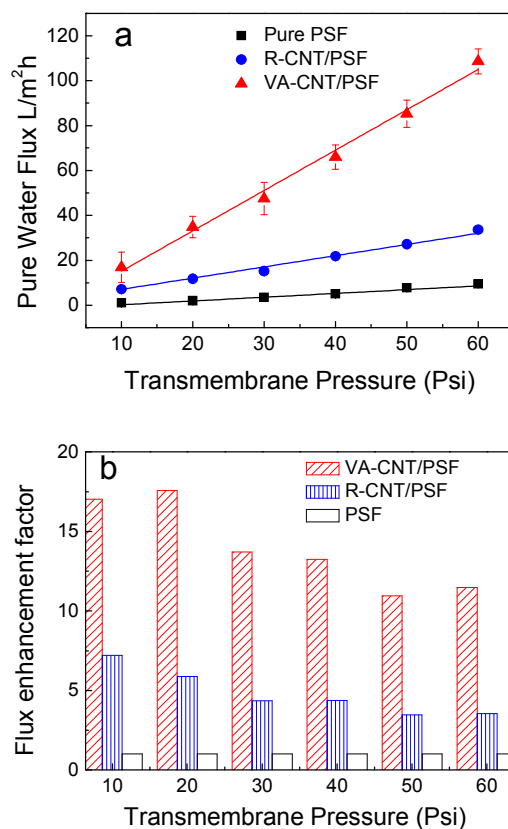 a
Pure PSF
R-CNT/PSF
VA-CNT/PSF
Pure Water Flux L/m²h
120
100
80
60
40
20
0
10 20 30 40 50 60
Transmembrane Pressure (Psi)
b
VA-CNT/PSF
R-CNT/PSF
PSF
Flux enhancement factor
20
15
10
5
0
10 20 30 40 50 60
Transmembrane Pressure (Psi)